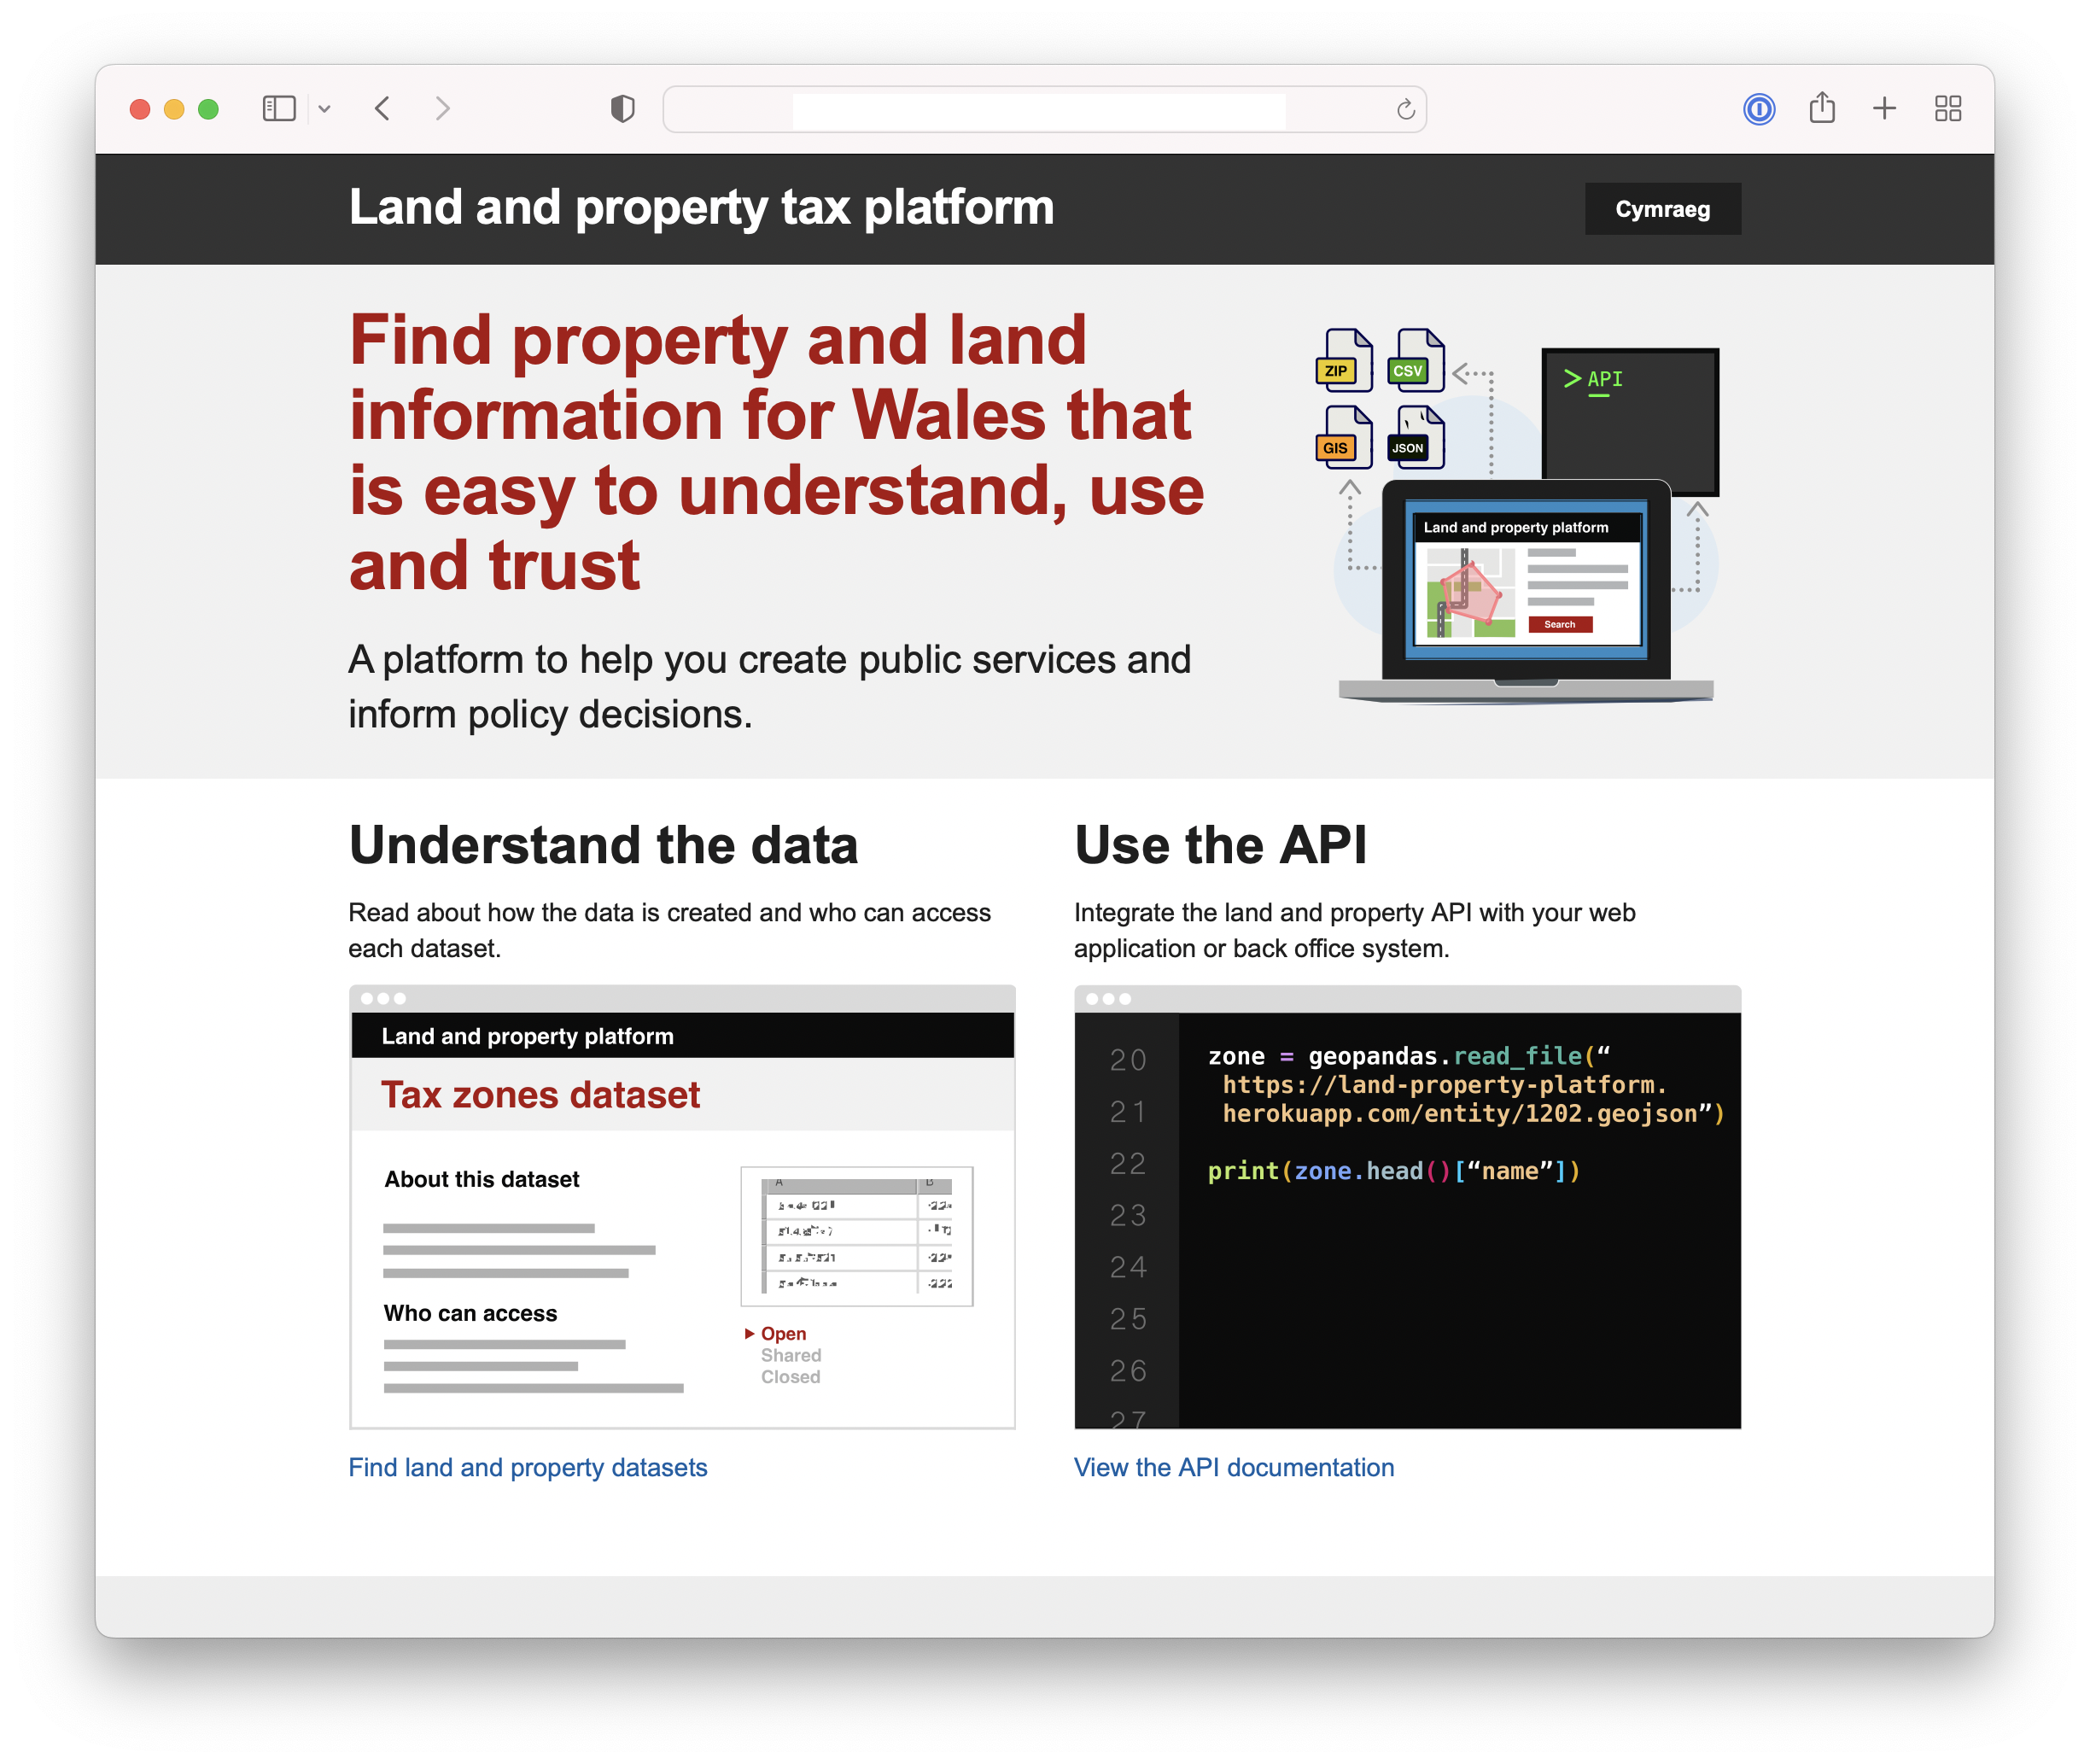 Land and property tax platform
Cymraeg
Find property and land
information for Wales that
is easy to understand, use
and trust
A platform to help you create public services and
inform policy decisions.
ZIP
CSV
GIS
JSON
>API
Land and property platform
Search
Understand the data
Read about how the data is created and who can access
each dataset.
Land and property platform
Tax zones dataset
About this dataset
Who can access
A
B
Open
Shared
Closed
Find land and property datasets
Use the API
Integrate the land and property API with your web
application or back office system.
20
21
22
23
24
25
26
27
zone = geopandas.read_file(“
https://land-property-platform.
herokuapp.com/entity/1202.geojson”)
print(zone.head()[“name”])
View the API documentation